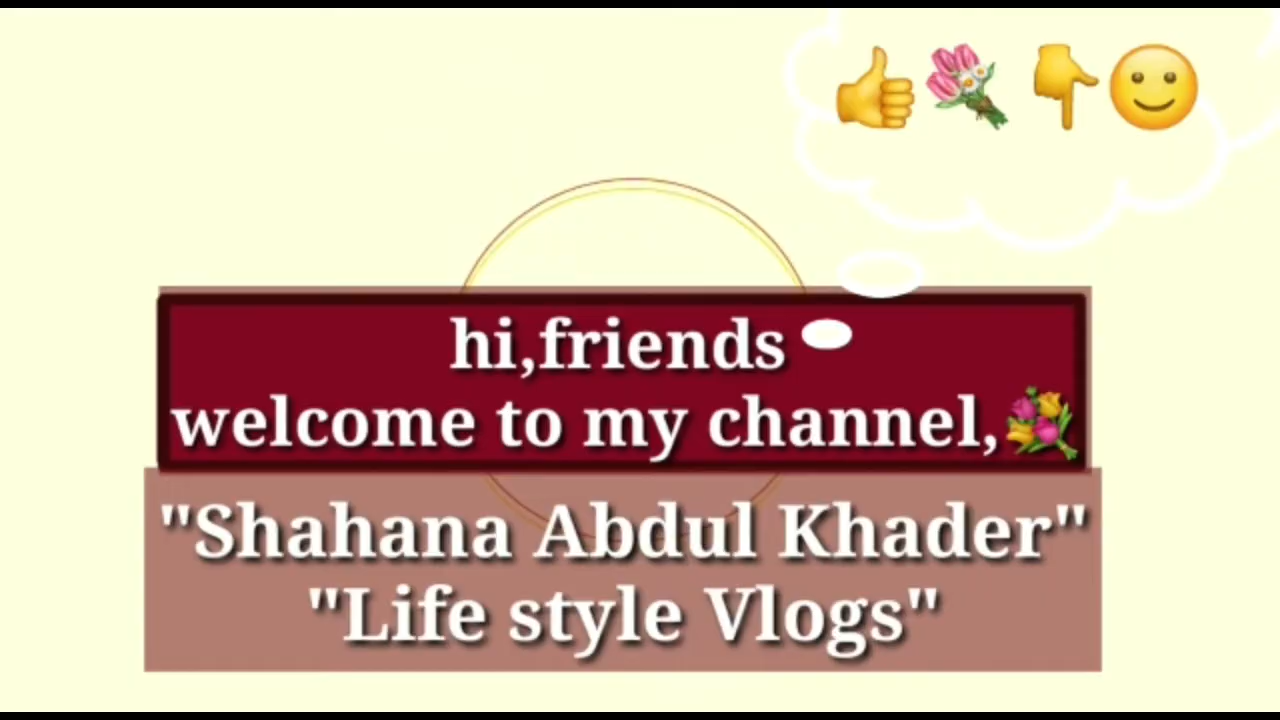 hi,friends
welcome to my channel,💐
"Shahana Abdul Khader"
"Life style Vlogs"